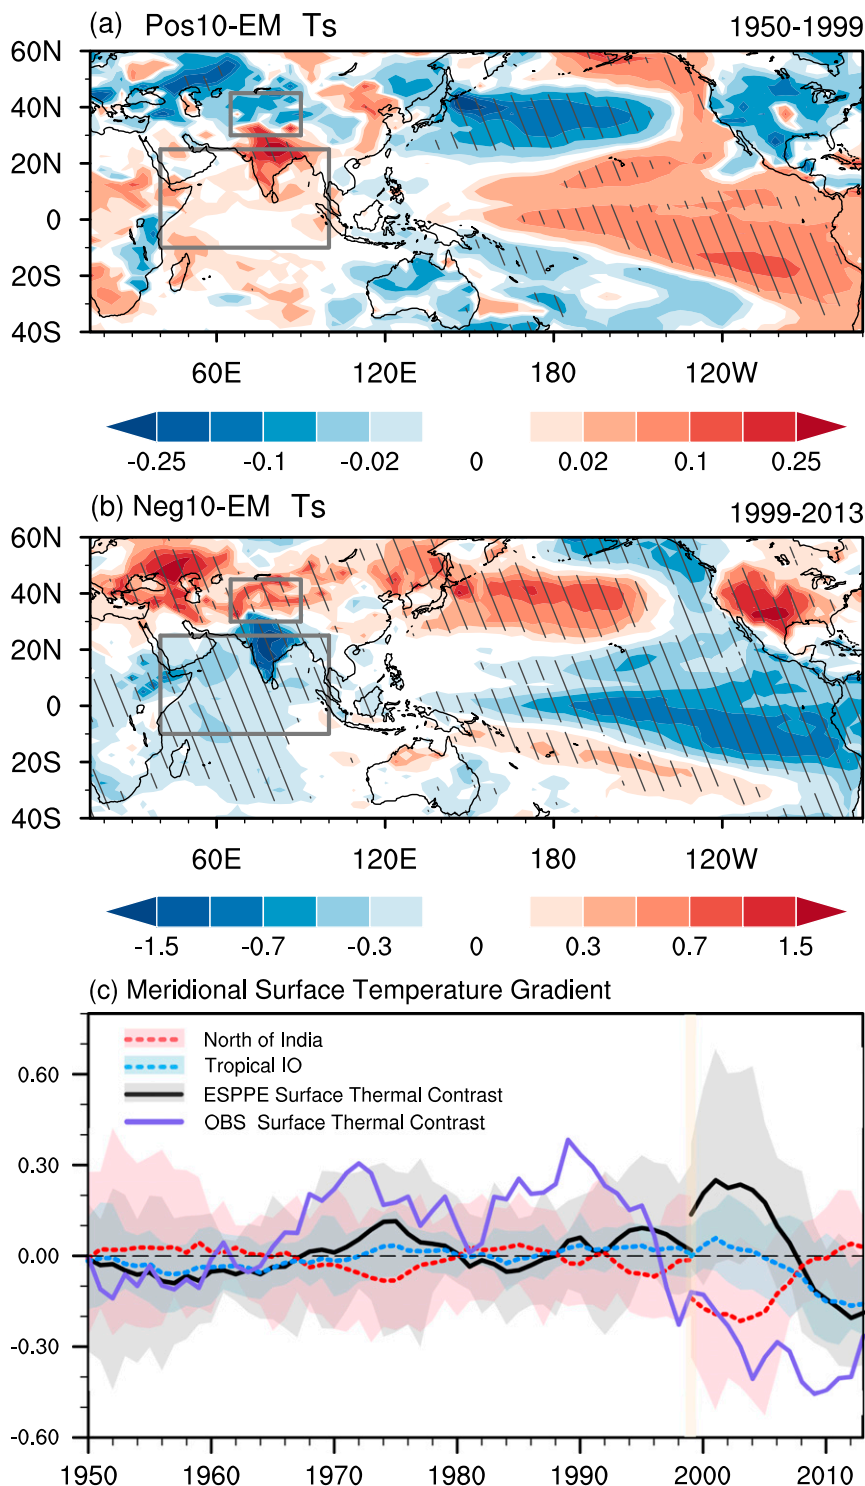 (a) Pos10-EM Ts 1950-1999
60N
40N
20N
0
20S
40S
60E 120E 180 120W
-0.25 -0.1 -0.02 0 0.02 0.1 0.25
(b) Neg10-EM Ts 1999-2013
60N
40N
20N
0
20S
40S
60E 120E 180 120W
-1.5 -0.7 -0.3 0 0.3 0.7 1.5
(c) Meridional Surface Temperature Gradient
North of India
Tropical IO
ESPPE Surface Thermal Contrast
OBS Surface Thermal Contrast
0.60
0.30
0.00
-0.30
-0.60
1950 1960 1970 1980 1990 2000 2010